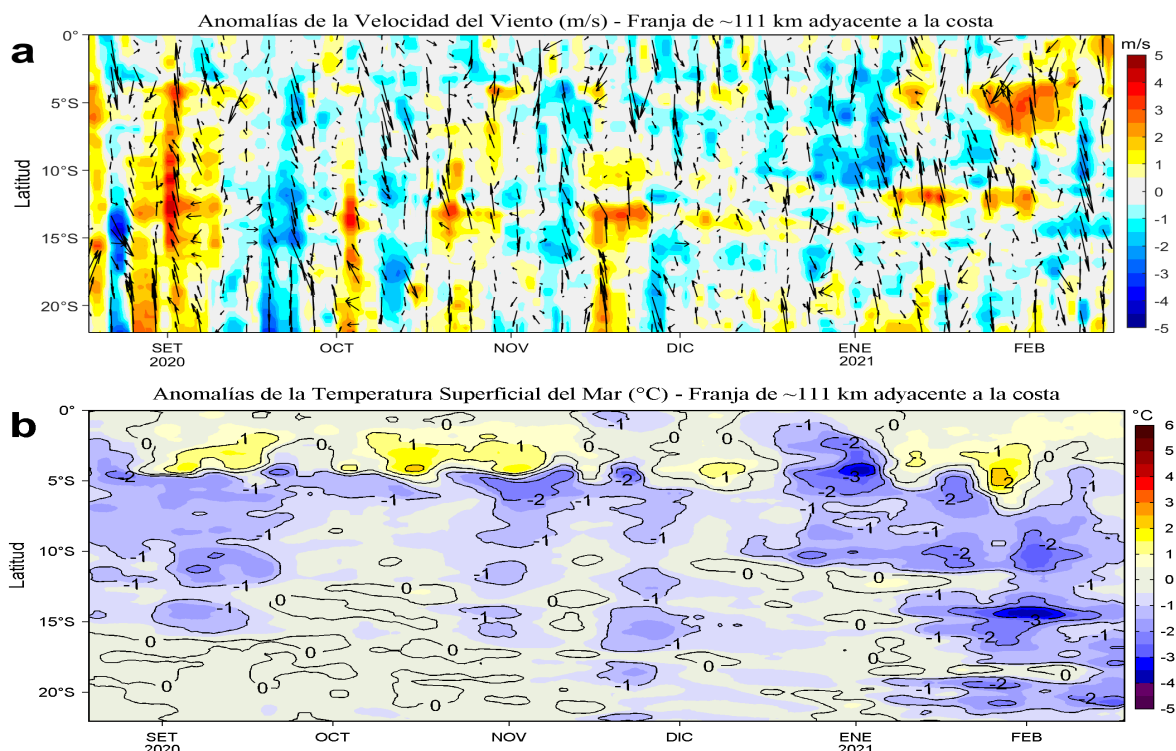 Anomalías de la Velocidad del Viento (m/s) - Franja de ~111 km adyacente a la costa
a
m/s
0°
5°S
10°S
15°S
20°S
Latitud
5
4
3
2
1
0
-1
-2
-3
-4
-5
SET OCT NOV DIC ENE FEB
2020 2021
Anomalías de la Temperatura Superficial del Mar (°C) - Franja de ~111 km adyacente a la costa
b
°C
0°
5°S
10°S
15°S
20°S
Latitud
6
5
4
3
2
1
0
-1
-2
-3
-4
-5
SET OCT NOV DIC ENE FEB
2020 2021